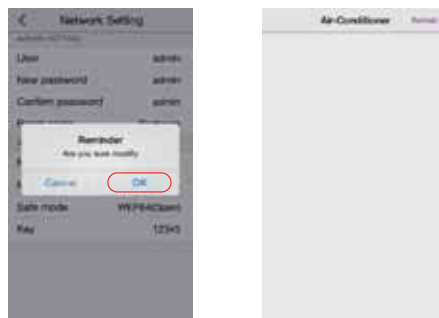 Network Setting
User admin
New password admin
Confirm password admin
Reminder
Are you sure modify
Cancel OK
Safe mode
Key 12345
Air-Conditioner